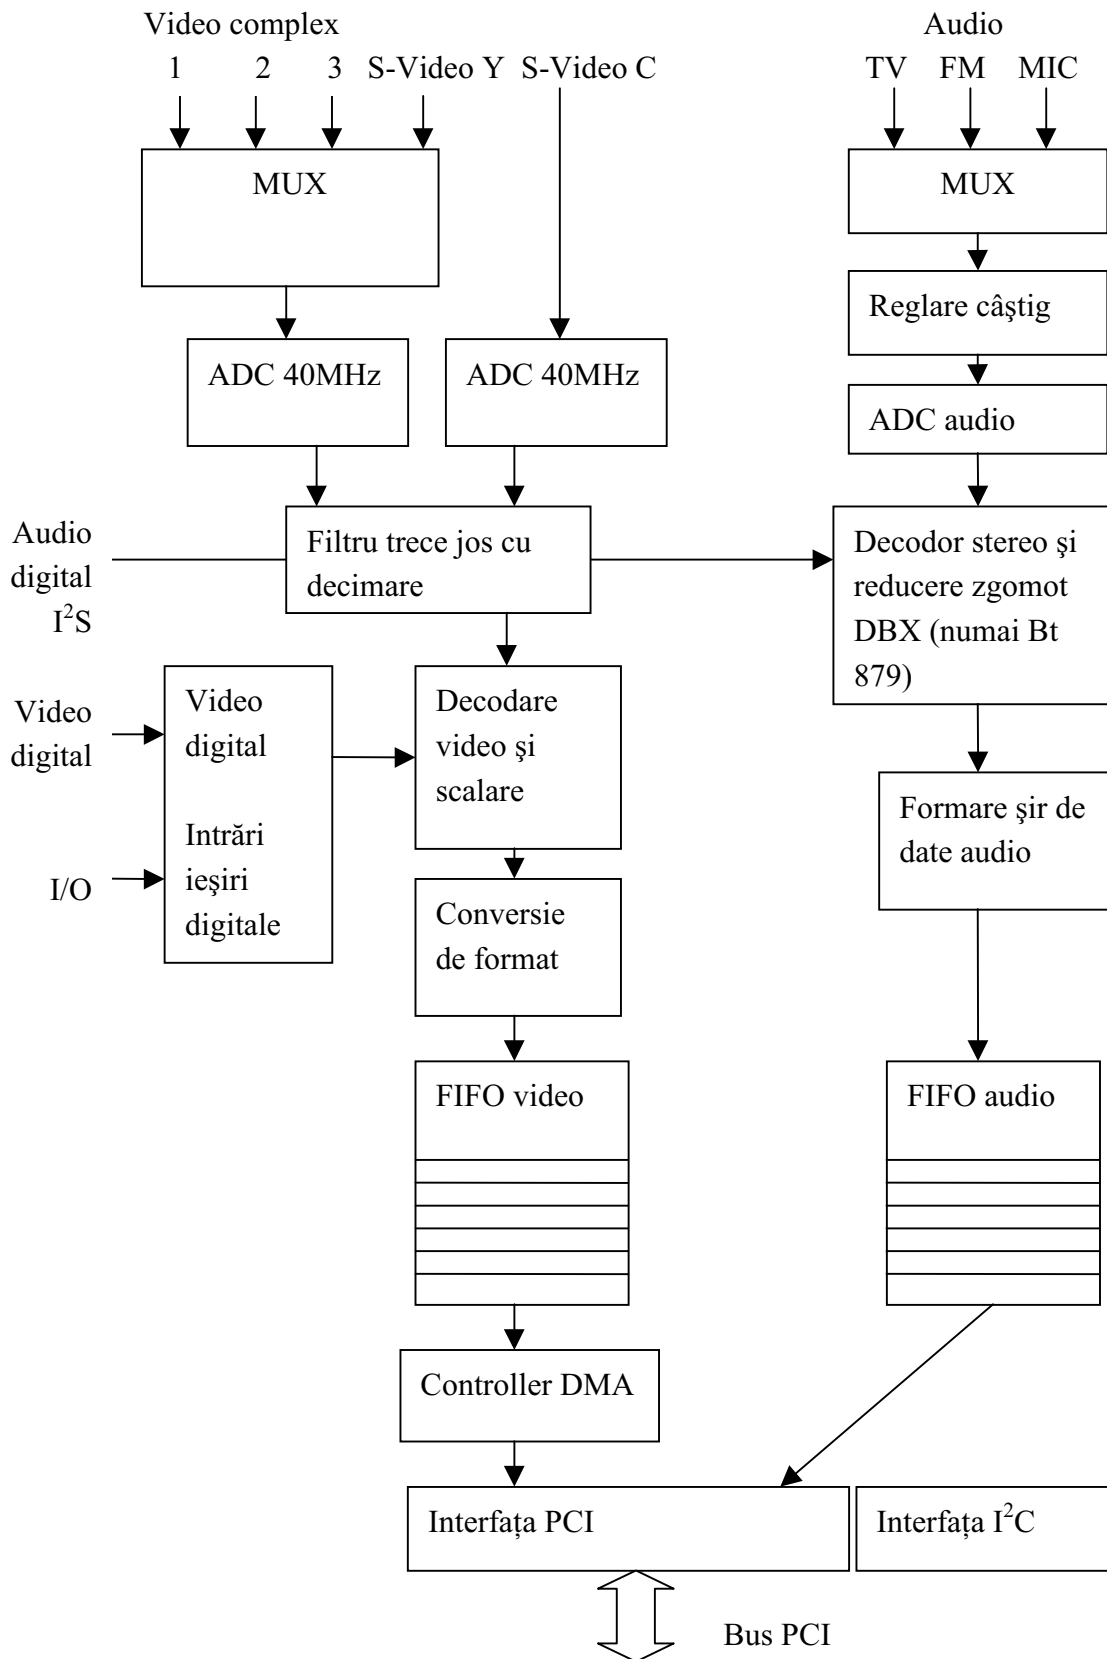 Video complex
Audio
1 2 3 S-Video Y S-Video C
TV FM MIC
MUX
MUX
Reglare câştig
ADC 40MHz
ADC 40MHz
ADC audio
Audio
digital
I²S
Filtru trece jos cu
decimare
Decodor stereo şi
reducere zgomot
DBX (numai Bt
879)
Video
digital
I/O
Video
digital
Intrări
ieşiri
digitale
Decodare
video şi
scalare
Formare şir de
date audio
Conversie
de format
FIFO video
FIFO audio
Controller DMA
Interfaţa PCI
Interfaţa I²C
Bus PCI